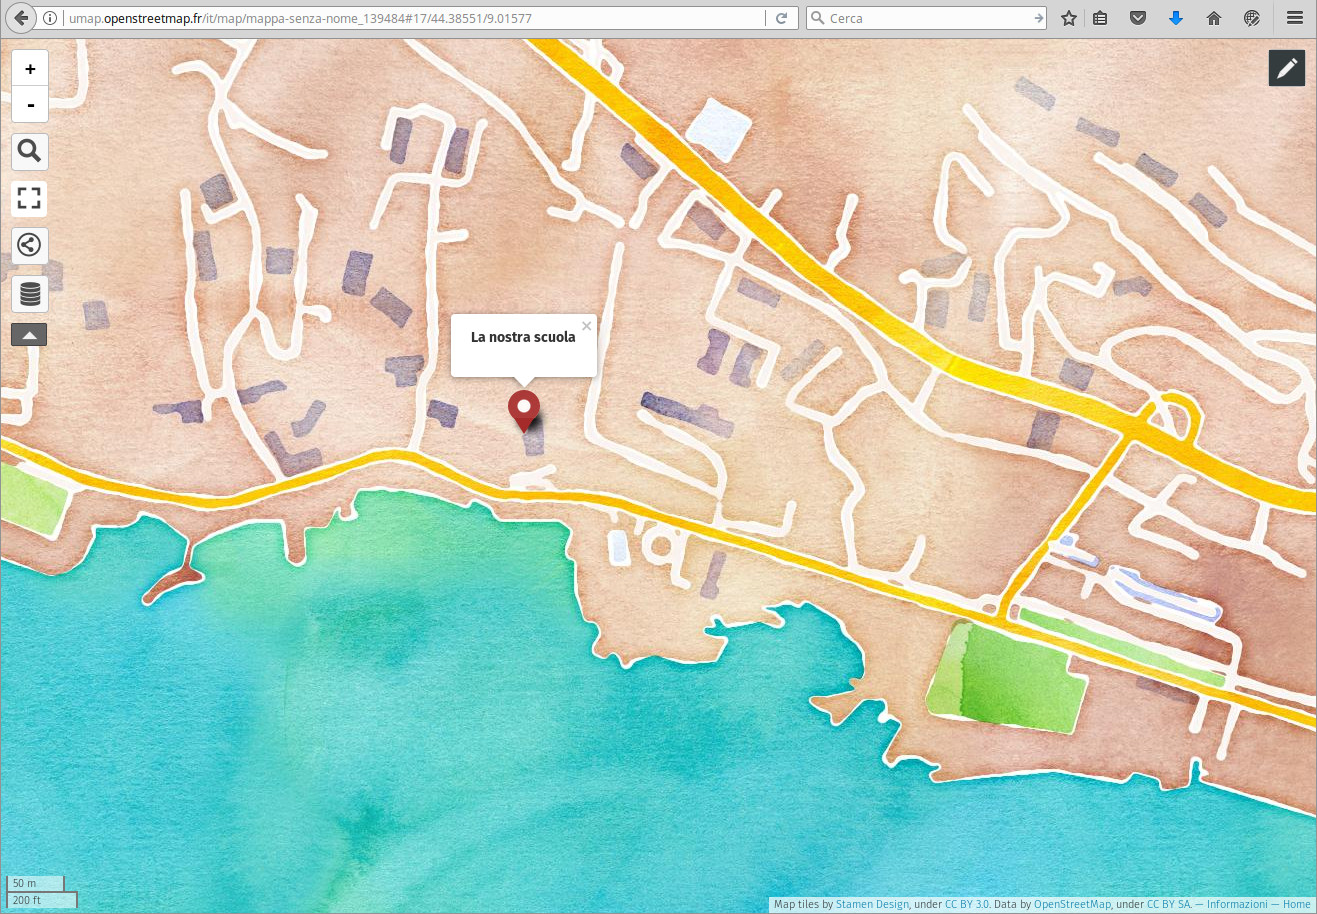 umap.openstreetmap.fr/it/map/mappa-senza-nome_139484#17/44.38551/9.01577
Cerca
+
-
La nostra scuola
×
50 m
200 ft
Map tiles by Stamen Design, under CC BY 3.0. Data by OpenStreetMap, under CC BY SA. — Informazioni — Home